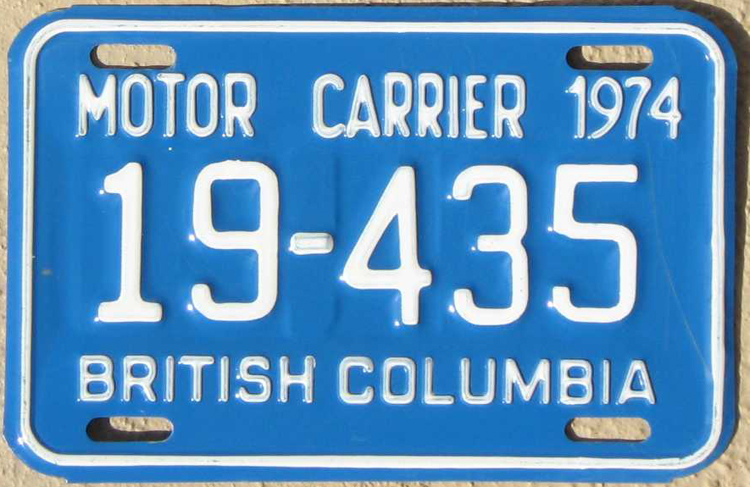 MOTOR CARRIER 1974
19-435
BRITISH COLUMBIA